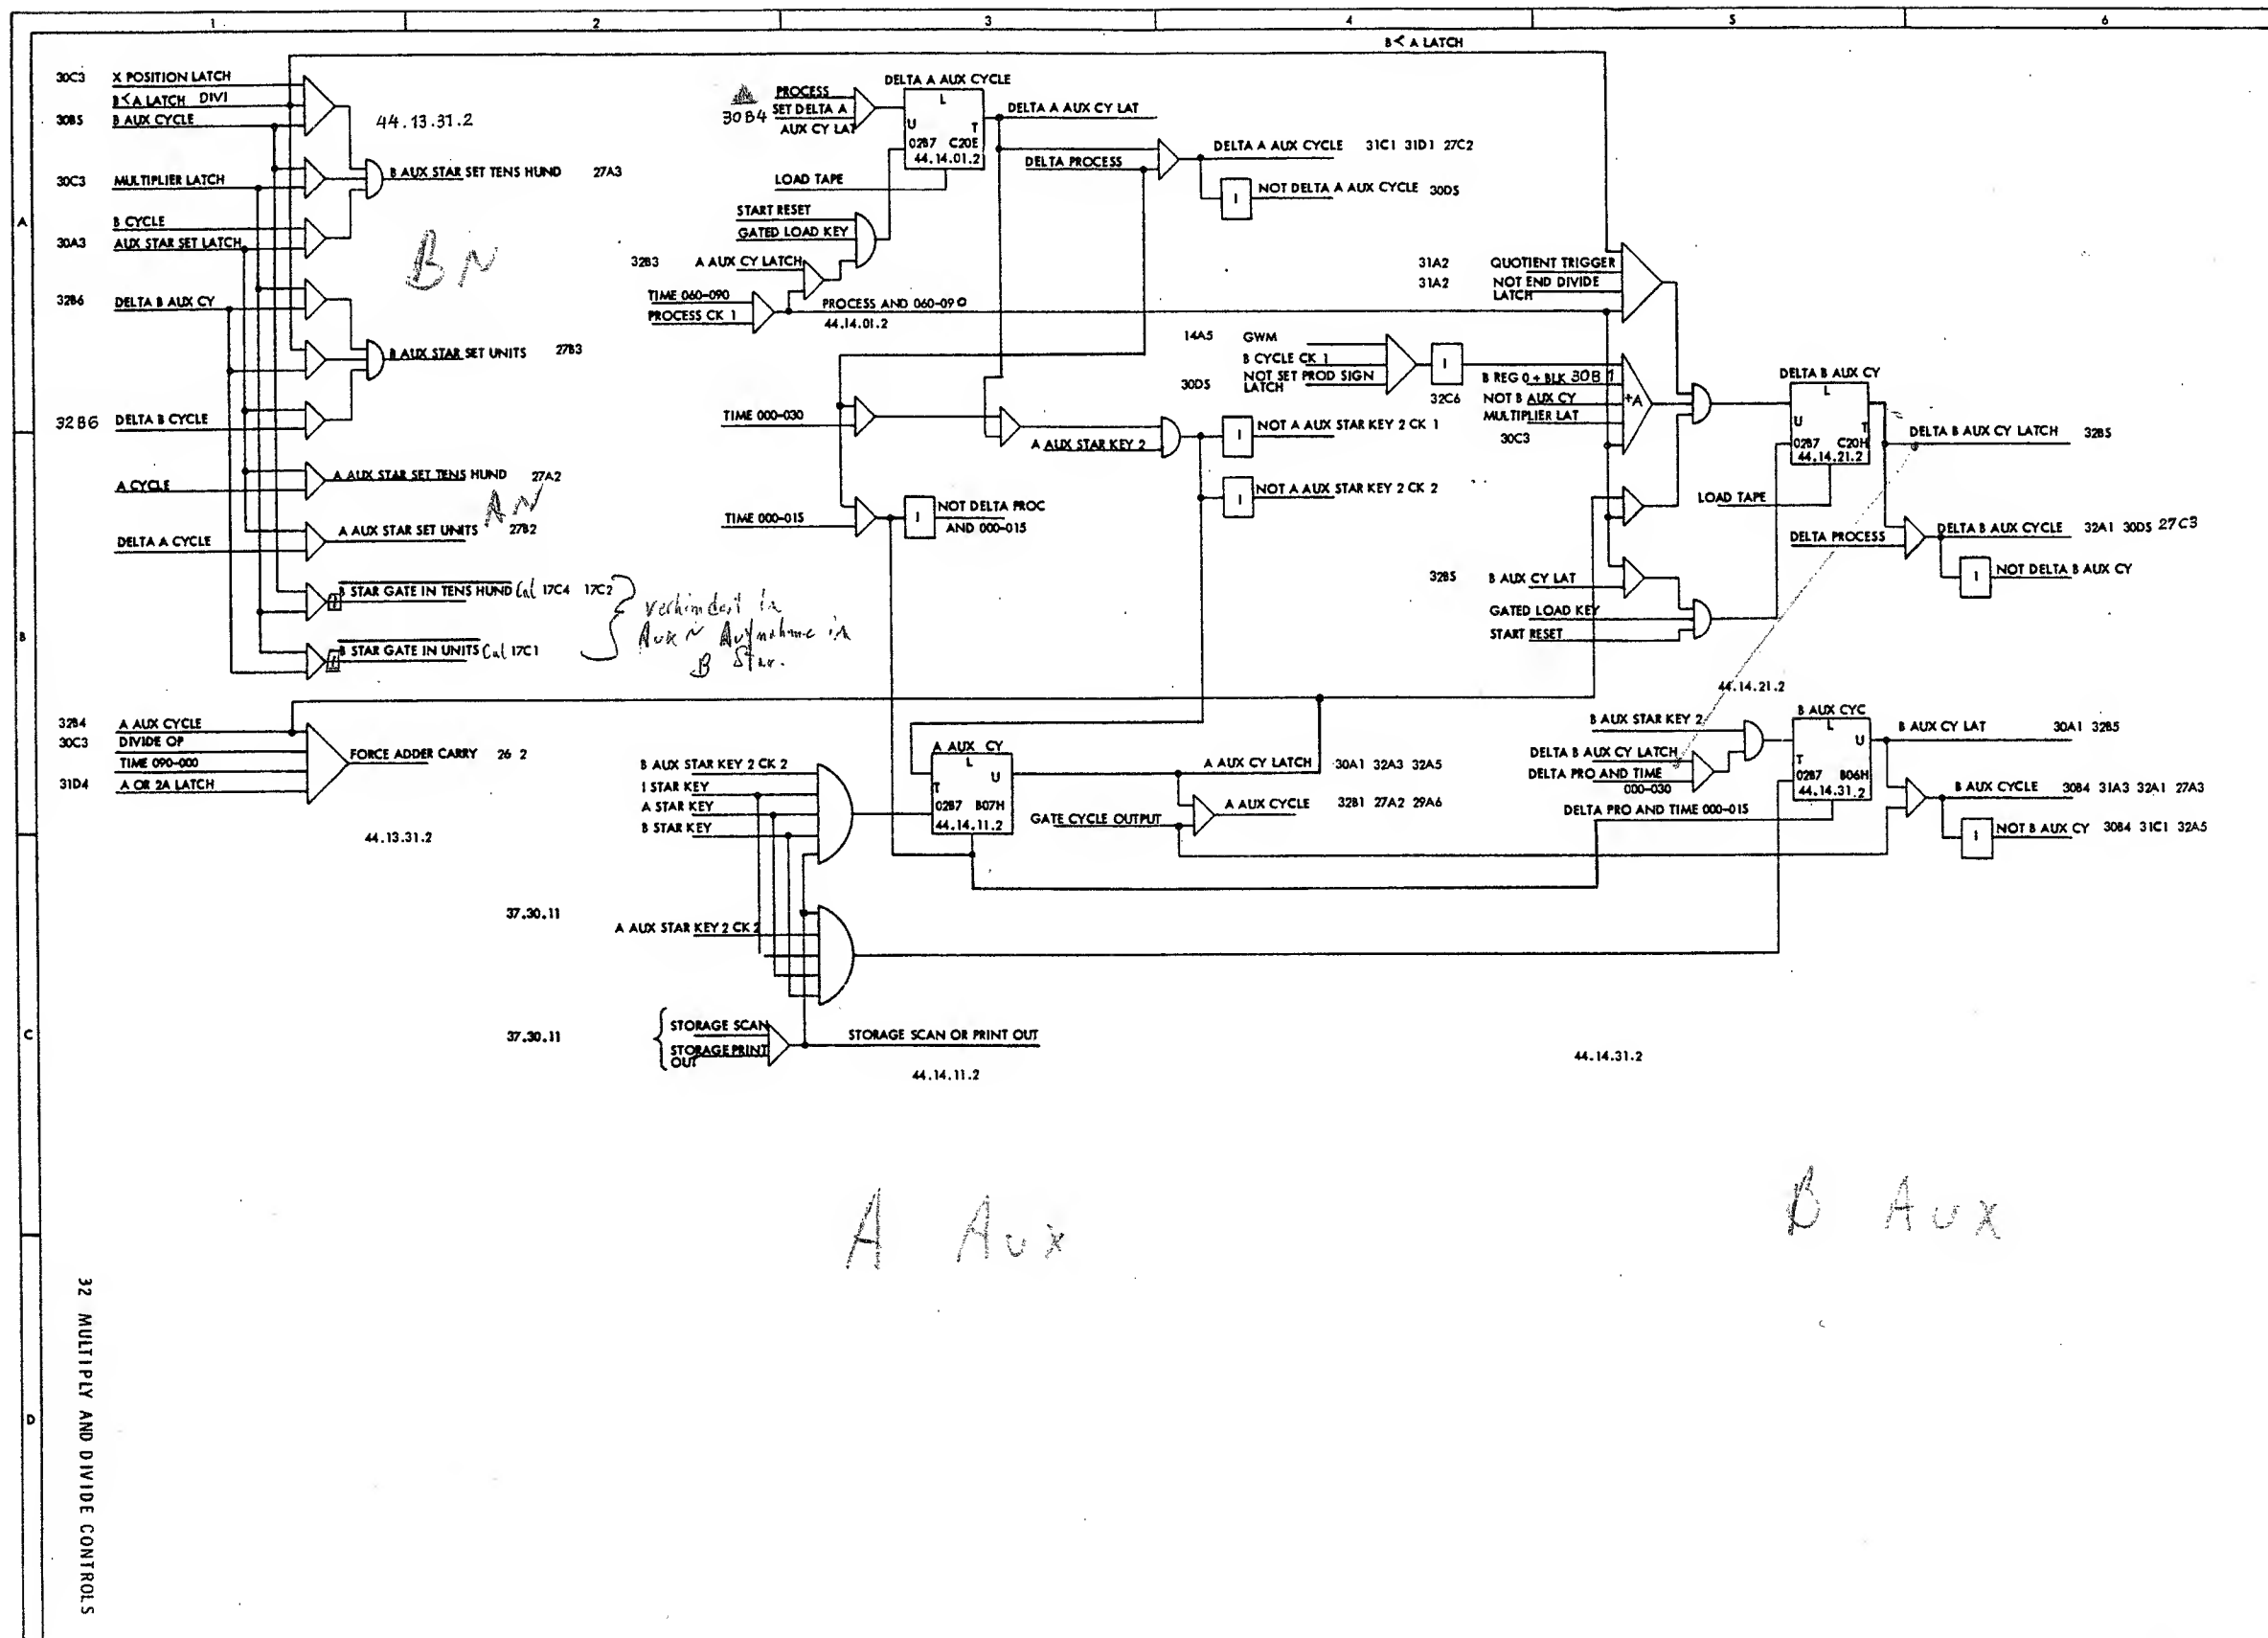 1 2 3 4 5 6
B < A LATCH
30C3 X POSITION LATCH
B < A LATCH DIVI
30B5 B AUX CYCLE
44.13.31.2
30C3 MULTIPLIER LATCH
B AUX STAR SET TENS HUND 27A3
B CYCLE
30A3 AUX STAR SET LATCH
B N
32B6 DELTA B AUX CY
B AUX STAR SET UNITS 27B3
32B6 DELTA B CYCLE
A AUX STAR SET TENS HUND 27A2
A CYCLE
A N
A AUX STAR SET UNITS 27B2
DELTA A CYCLE
B STAR GATE IN TENS HUND 17C4 17C2
B STAR GATE IN UNITS 17C1
verhindert in
Aux N Aufnahme in
B Star.
32B4 A AUX CYCLE
30C3 DIVIDE OP
TIME 090-000
31D4 A OR 2A LATCH
FORCE ADDER CARRY 26 2
44.13.31.2
DELTA A AUX CYCLE
PROCESS
30B4 SET DELTA A
AUX CY LAT
L
U T
02B7 C20E
44.14.01.2
DELTA A AUX CY LAT
LOAD TAPE
DELTA PROCESS
DELTA A AUX CYCLE 31C1 31D1 27C2
I NOT DELTA A AUX CYCLE 30D5
START RESET
GATED LOAD KEY
32B3 A AUX CY LATCH
TIME 060-090
PROCESS CK 1
PROCESS AND 060-090
44.14.01.2
TIME 000-030
A AUX STAR KEY 2
I NOT A AUX STAR KEY 2 CK 1
I NOT A AUX STAR KEY 2 CK 2
TIME 000-015
I NOT DELTA PROC
AND 000-015
31A2 QUOTIENT TRIGGER
31A2 NOT END DIVIDE
LATCH
14A5 GWM
B CYCLE CK 1
30D5 NOT SET PROD SIGN
LATCH
I
32C6
B REG 0 + BLK 30B1
NOT B AUX CY
MULTIPLIER LAT
30C3
+A
DELTA B AUX CY
L
U T
02B7 C20H
44.14.21.2
DELTA B AUX CY LATCH 32B5
LOAD TAPE
DELTA PROCESS
DELTA B AUX CYCLE 32A1 30D5 27C3
I NOT DELTA B AUX CY
32B5 B AUX CY LAT
GATED LOAD KEY
START RESET
44.14.21.2
B AUX STAR KEY 2 CK 2
I STAR KEY
A STAR KEY
B STAR KEY
A AUX CY
L
U
T
02B7 B07H
44.14.11.2
A AUX CY LATCH 30A1 32A3 32A5
A AUX CYCLE 32B1 27A2 29A6
GATE CYCLE OUTPUT
B AUX CYC
B AUX STAR KEY 2
DELTA B AUX CY LATCH
DELTA PRO AND TIME
000-030
L
U
T
02B7 B06H
44.14.31.2
B AUX CY LAT 30A1 32B5
B AUX CYCLE 30B4 31A3 32A1 27A3
I NOT B AUX CY 30B4 31C1 32A5
DELTA PRO AND TIME 000-015
37.30.11
A AUX STAR KEY 2 CK 2
37.30.11
STORAGE SCAN
STORAGE PRINT
OUT
STORAGE SCAN OR PRINT OUT
44.14.11.2
44.14.31.2
A Aux
B Aux
A
B
C
D
32 MULTIPLY AND DIVIDE CONTROLS